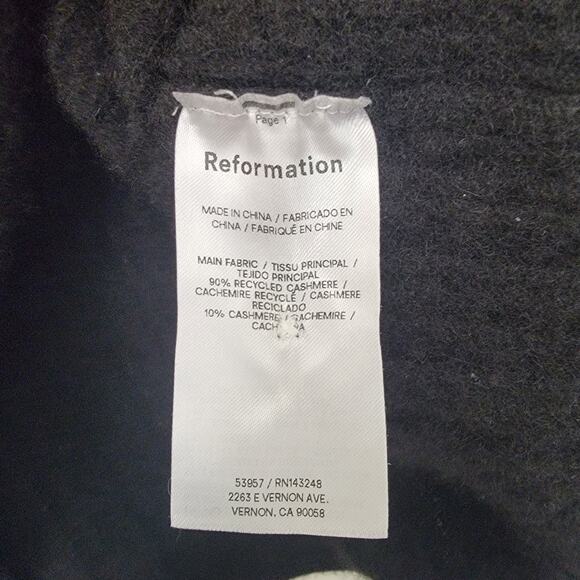 Page 1
Reformation
MADE IN CHINA / FABRICADO EN
CHINA / FABRIQUÉ EN CHINE
MAIN FABRIC / TISSU PRINCIPAL /
TEJIDO PRINCIPAL
90% RECYCLED CASHMERE /
CACHEMIRE RECYCLÉ / CASHMERE
RECICLADO
10% CASHMERE / CACHEMIRE /
53957 / RN143248
2263 E VERNON AVE.
VERNON, CA 90058